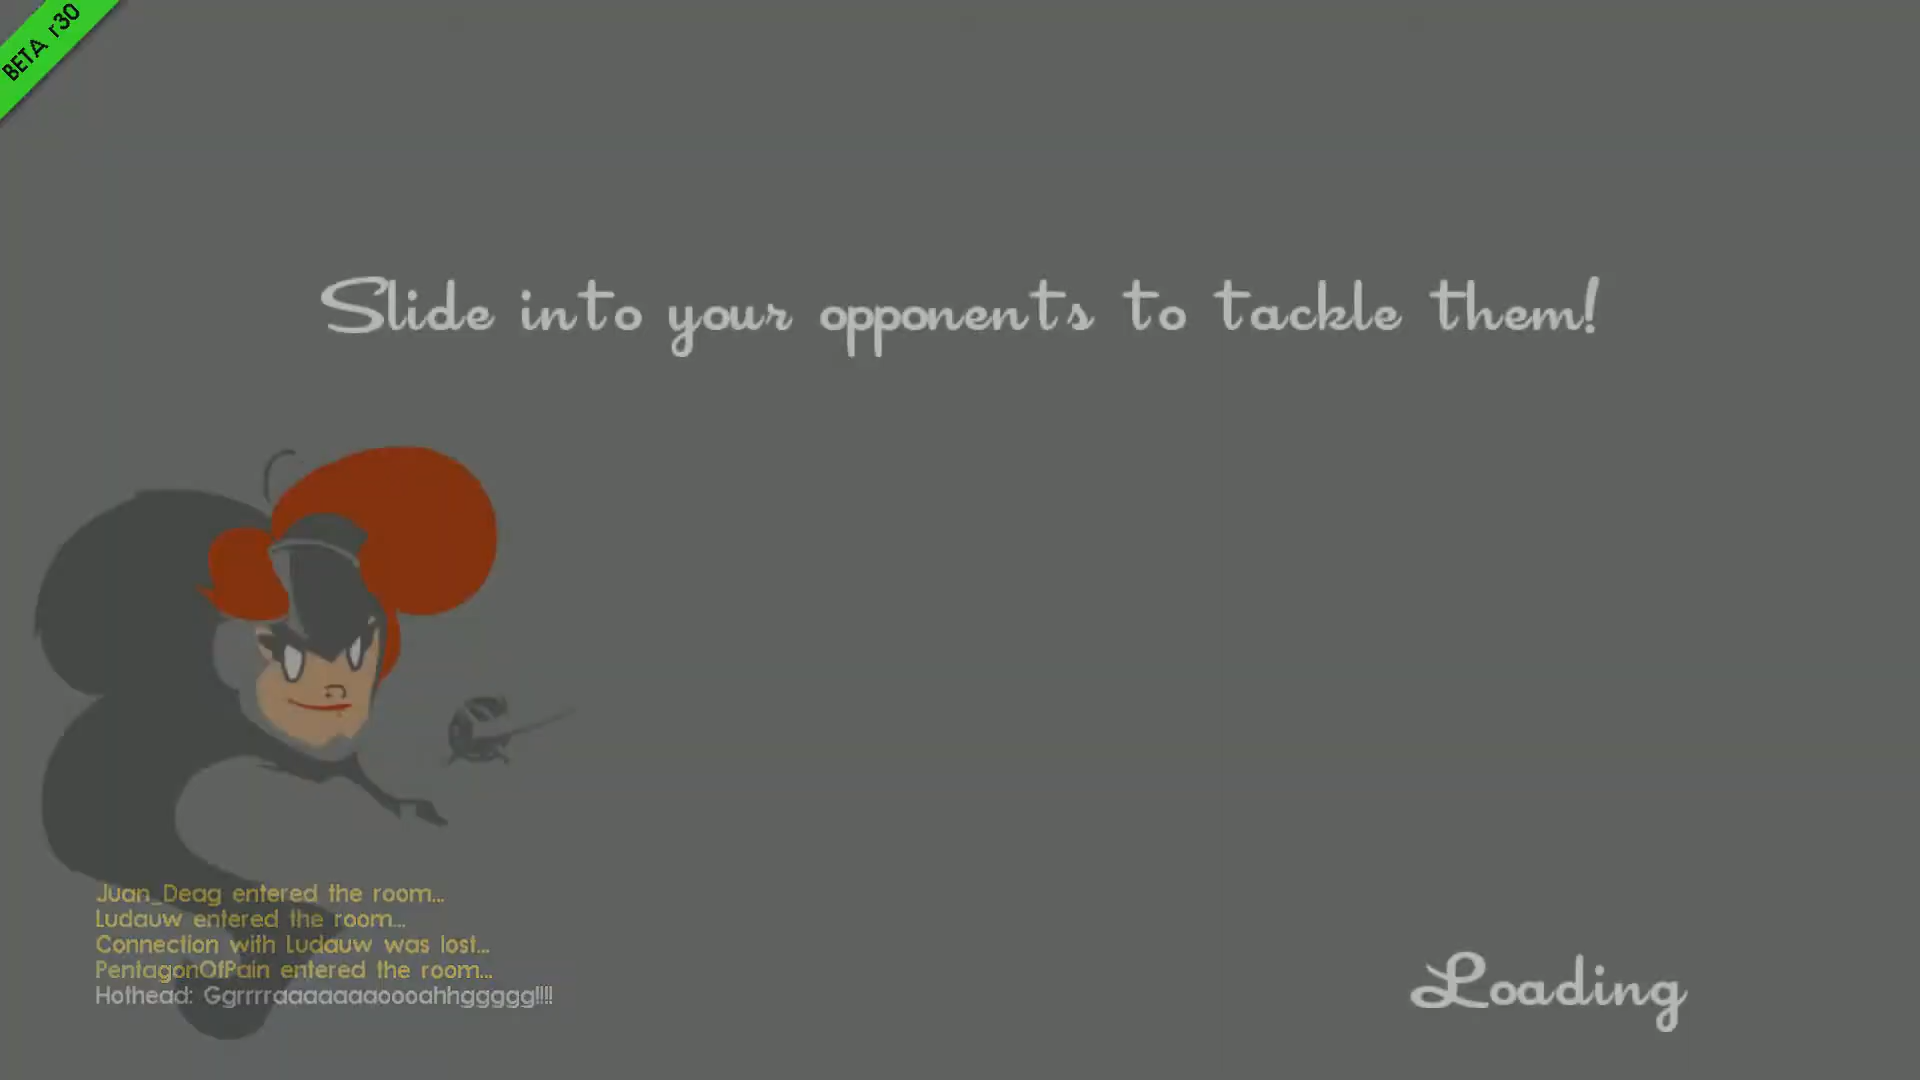 BETA r30
Slide into your opponents to tackle them!
Juan_Deag entered the room...
Ludauw entered the room...
Connection with Ludauw was lost...
PentagonOfPain entered the room...
Hothead: Ggrrrraaaaaaaoooahhggggg!!!!
Loading